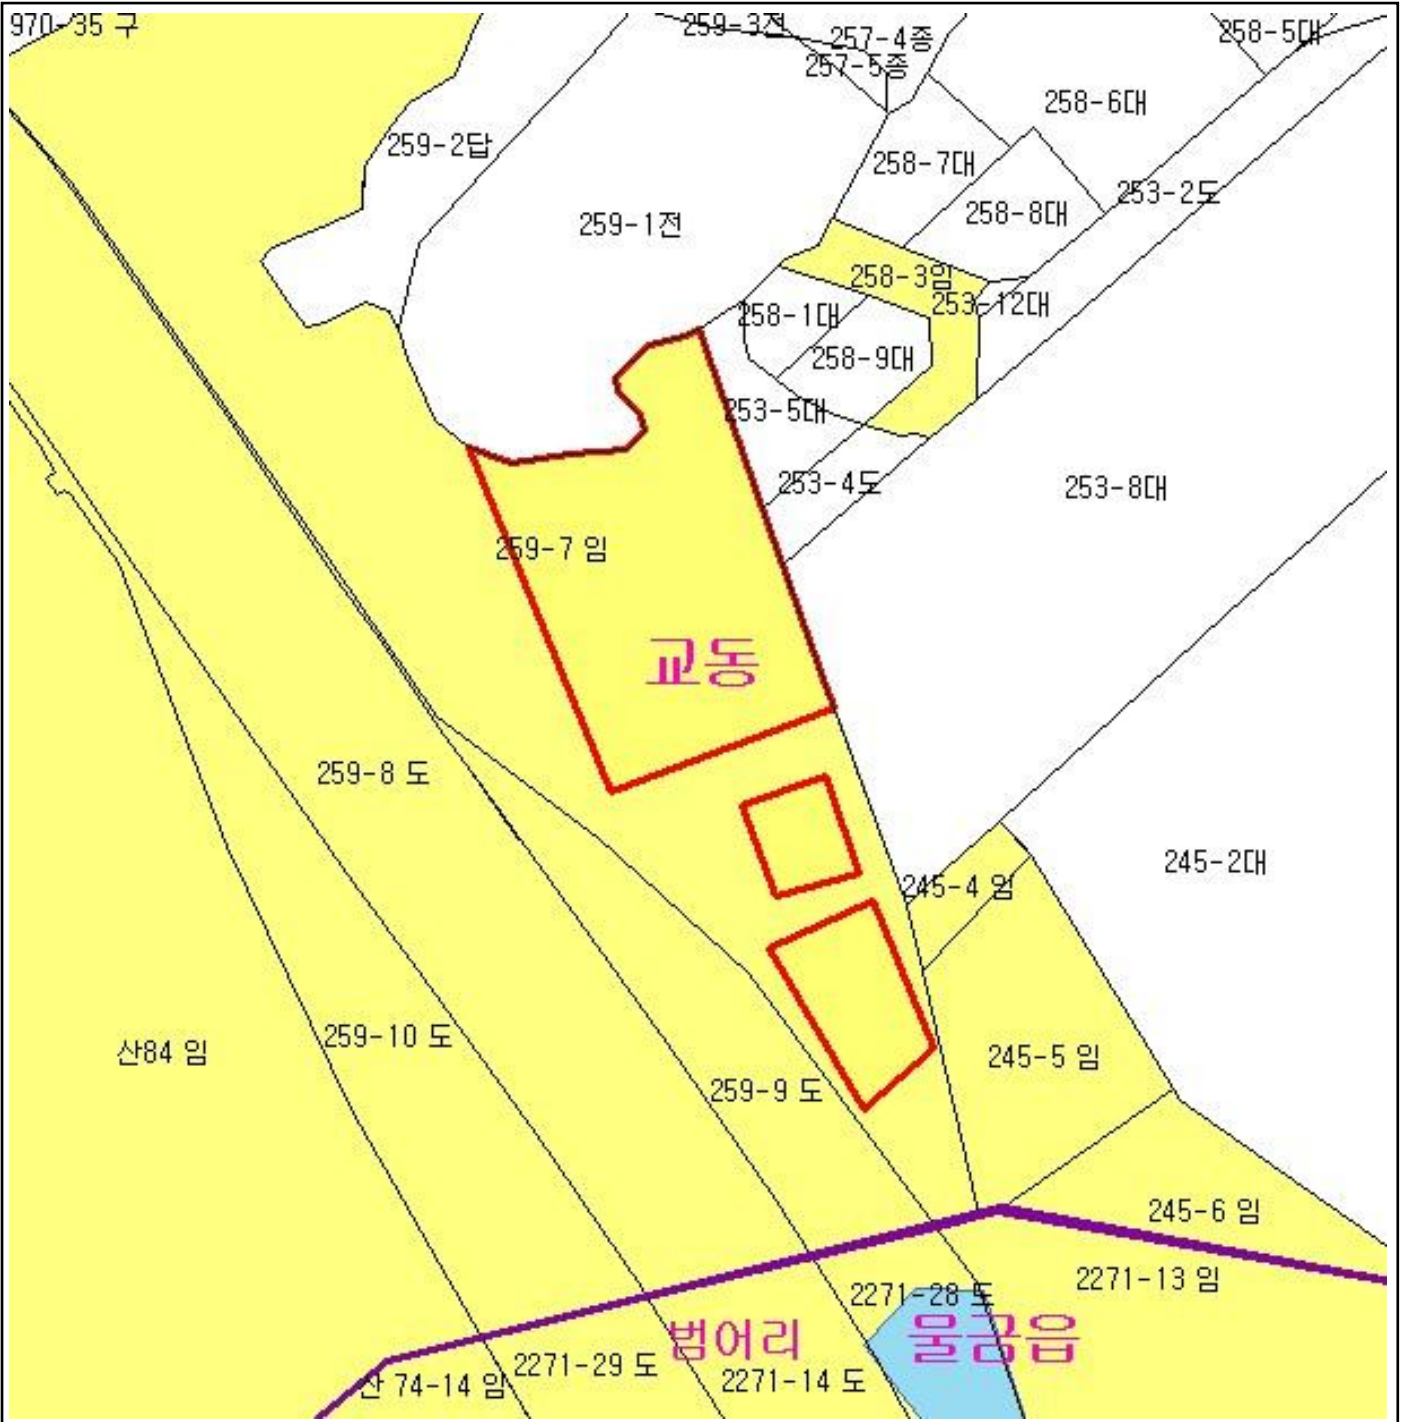 970-35 구
259-3전
257-4종
258-5대
257-5종
258-6대
259-2답
258-7대
253-2도
259-1전
258-8대
258-3임
253-12대
258-1대
258-9대
253-5대
253-4도
253-8대
259-7 임
교동
259-8 도
245-2대
245-4 임
259-10 도
산84 임
245-5 임
259-9 도
245-6 임
2271-13 임
2271-28 도
범어리
물금읍
2271-29 도
2271-14 도
산 74-14 임